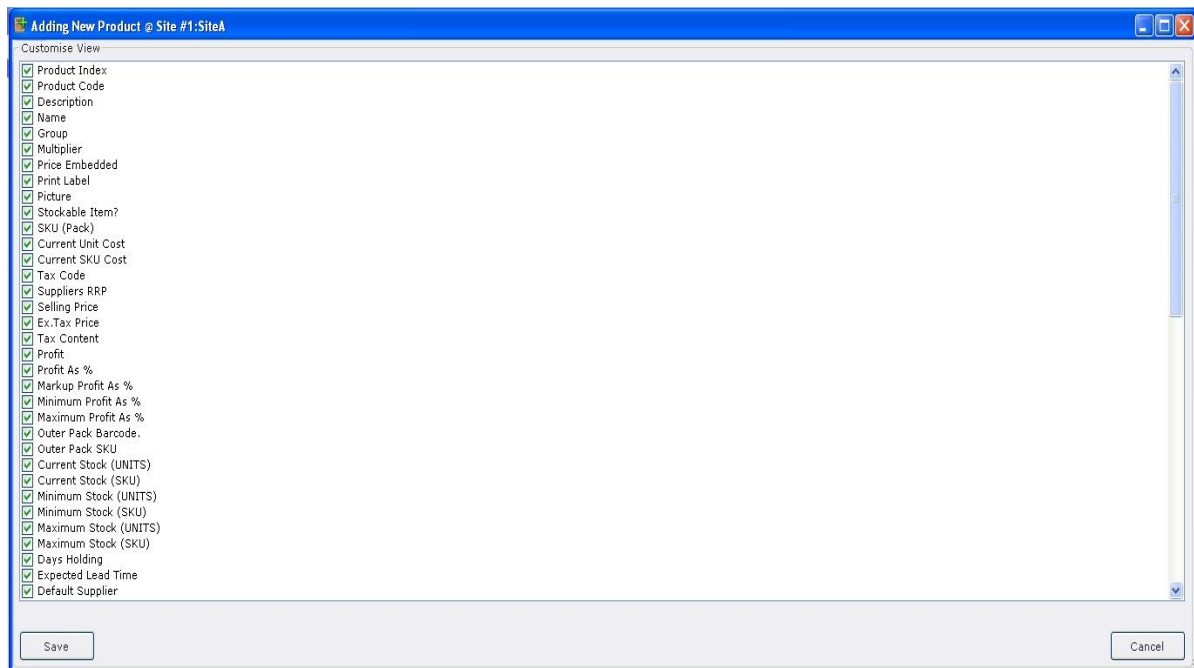 Adding New Product @ Site #1:SiteA
Customise View
Product Index
Product Code
Description
Name
Group
Multiplier
Price Embedded
Print Label
Picture
Stockable Item?
SKU (Pack)
Current Unit Cost
Current SKU Cost
Tax Code
Suppliers RRP
Selling Price
Ex.Tax Price
Tax Content
Profit
Profit As %
Markup Profit As %
Minimum Profit As %
Maximum Profit As %
Outer Pack Barcode.
Outer Pack SKU
Current Stock (UNITS)
Current Stock (SKU)
Minimum Stock (UNITS)
Minimum Stock (SKU)
Maximum Stock (UNITS)
Maximum Stock (SKU)
Days Holding
Expected Lead Time
Default Supplier
Save Cancel